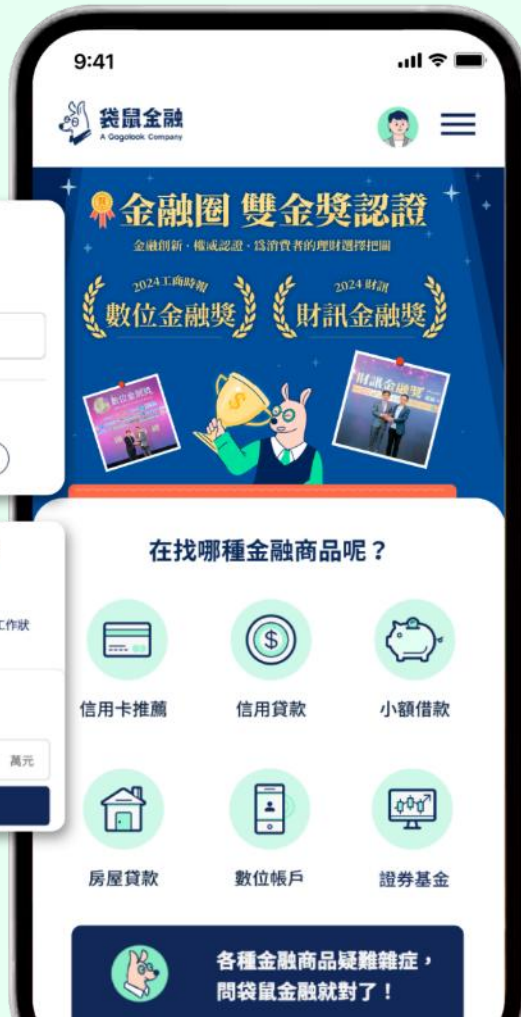 9:41
袋鼠金融
A Gogolook Company
金融圈 雙金獎認證
金融創新．權威認證．為消費者的理財選擇把關
2024 工商時報
數位金融獎
2024 財訊
財訊金融獎
數位金融獎
財訊金融獎
在找哪種金融商品呢？
工作狀
萬元
信用卡推薦
信用貸款
小額借款
房屋貸款
數位帳戶
證券基金
各種金融商品疑難雜症，
問袋鼠金融就對了！